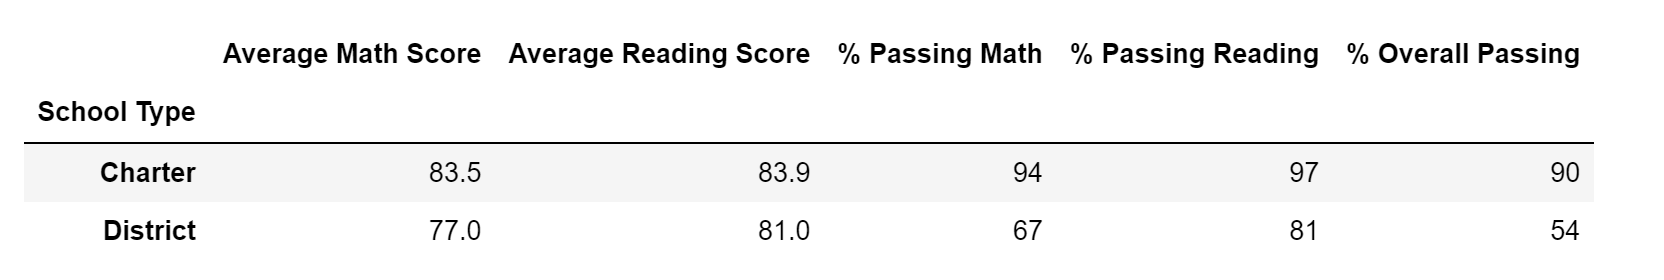 Average Math Score Average Reading Score % Passing Math % Passing Reading % Overall Passing
School Type
Charter 83.5 83.9 94 97 90
District 77.0 81.0 67 81 54